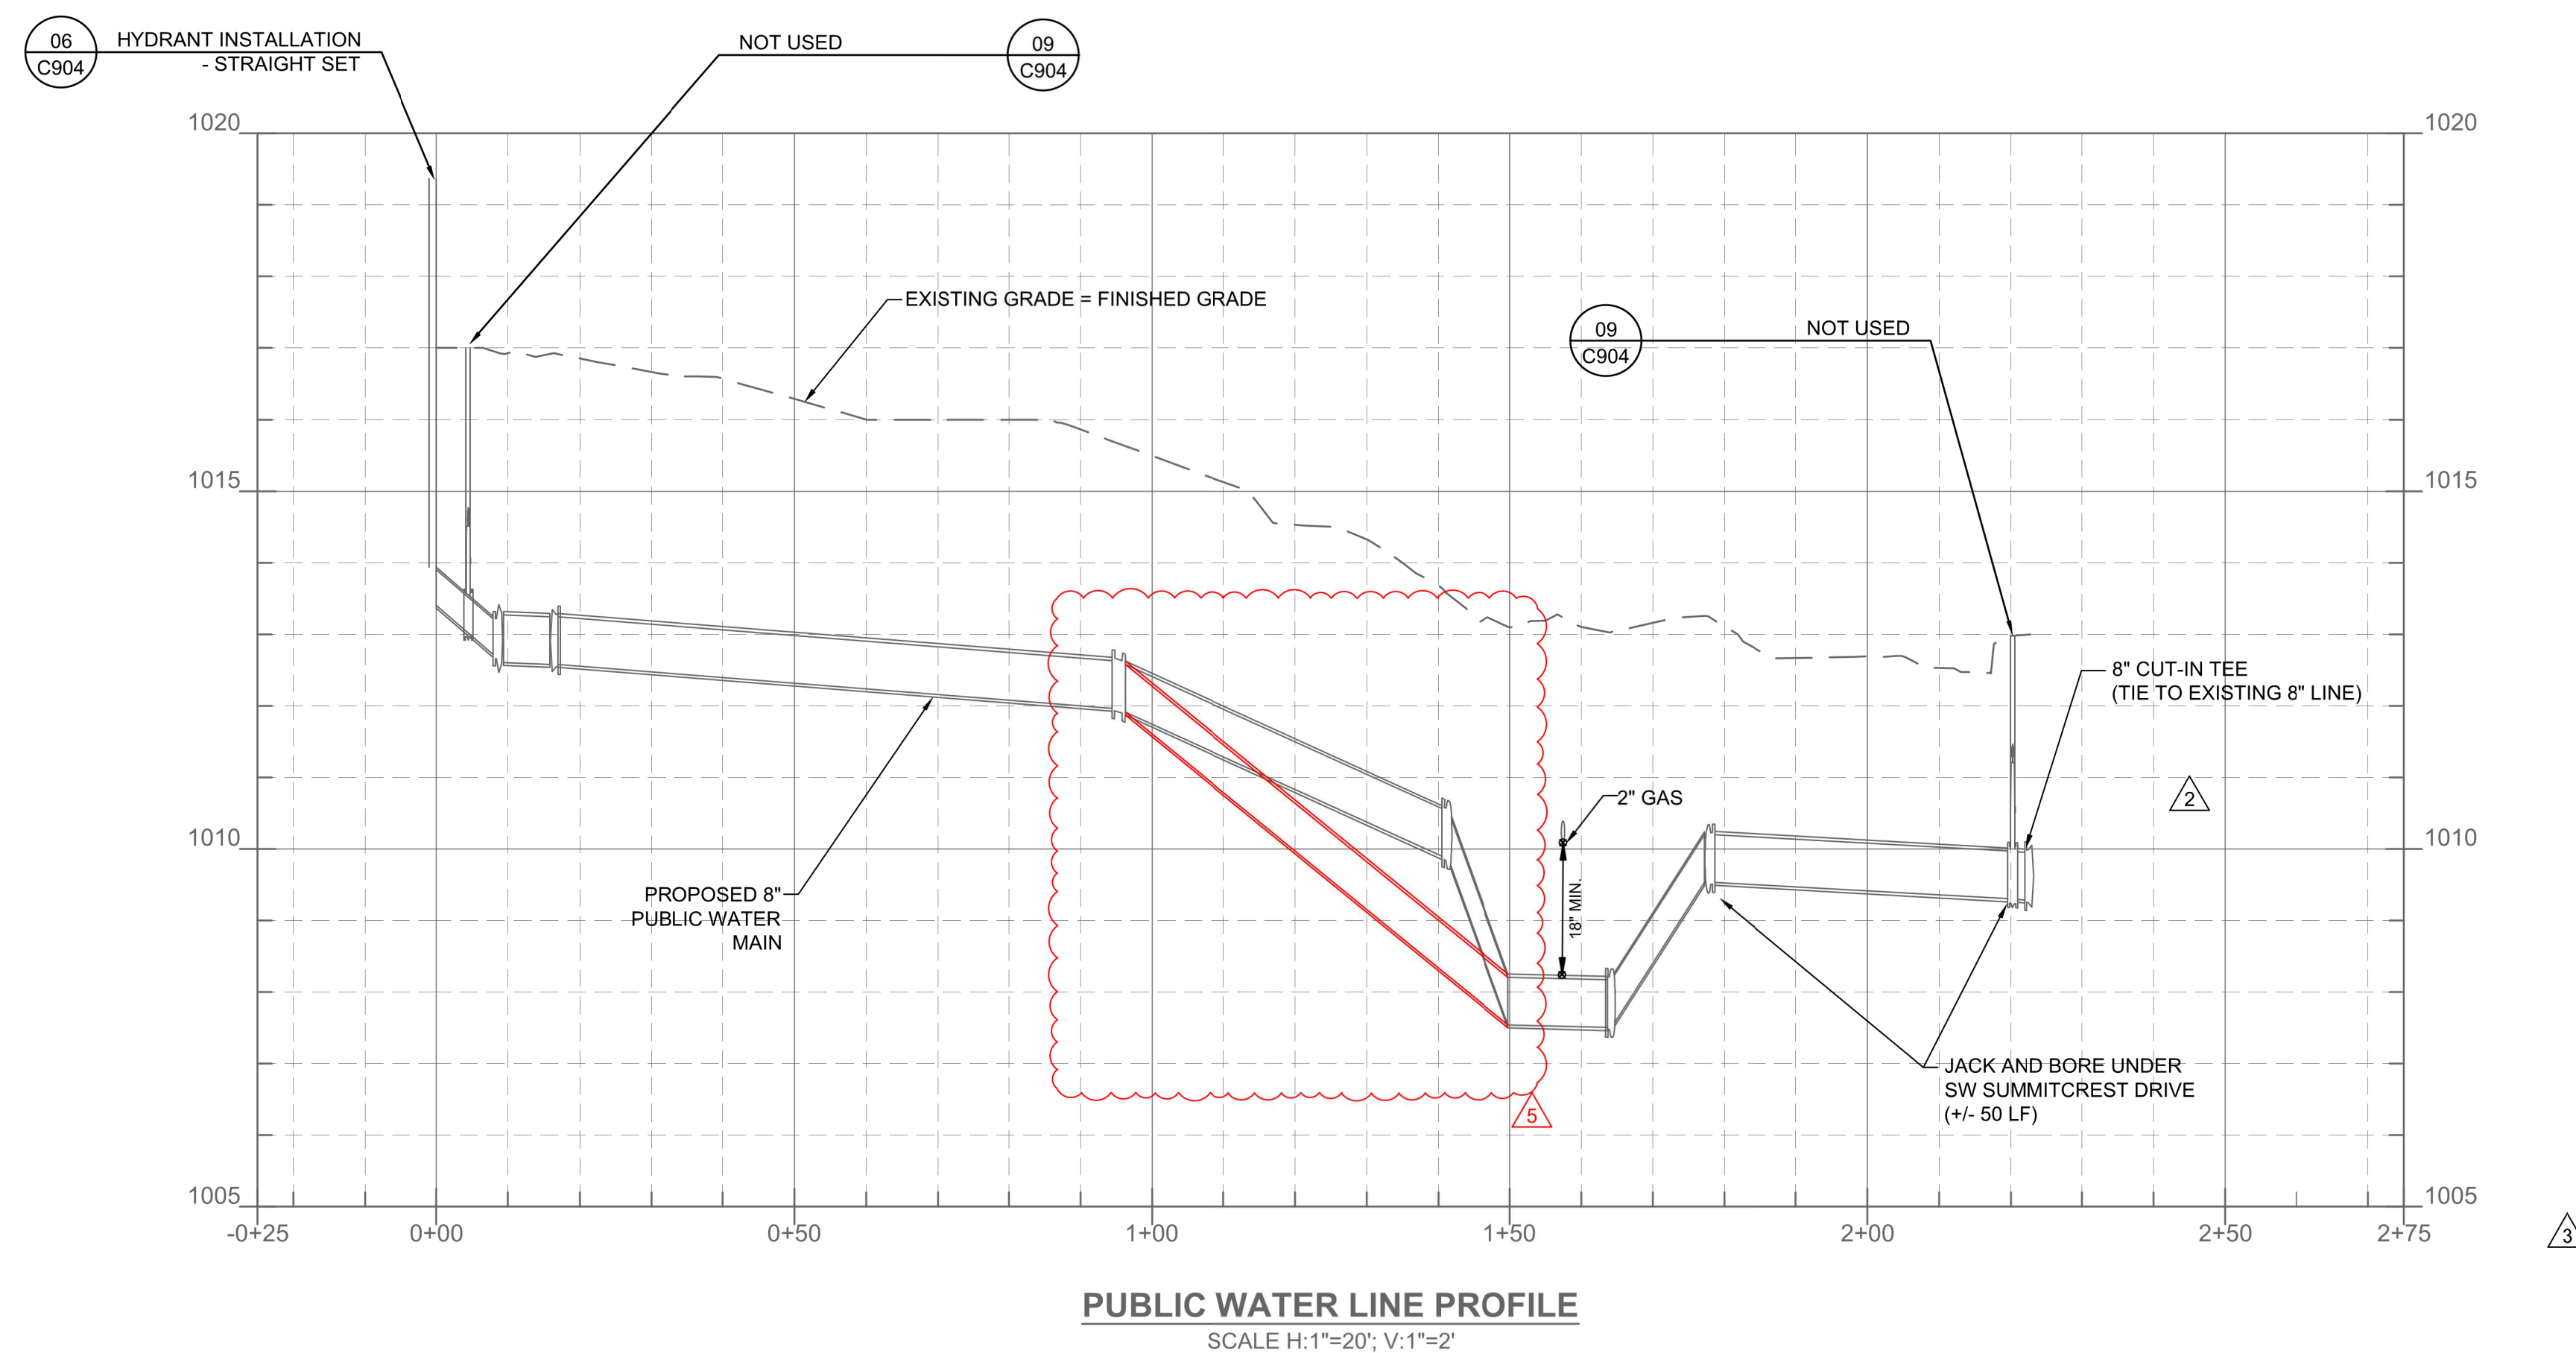 06
C904
HYDRANT INSTALLATION
- STRAIGHT SET
NOT USED
09
C904
1020
1020
EXISTING GRADE = FINISHED GRADE
09
C904
NOT USED
1015
1015
8" CUT-IN TEE
(TIE TO EXISTING 8" LINE)
2" GAS
2
1010
1010
18" MIN.
PROPOSED 8"
PUBLIC WATER
MAIN
JACK AND BORE UNDER
SW SUMMITCREST DRIVE
(+/- 50 LF)
5
1005
1005
-0+25
0+00
0+50
1+00
1+50
2+00
2+50
2+75
3
PUBLIC WATER LINE PROFILE
SCALE H:1"=20'; V:1"=2'